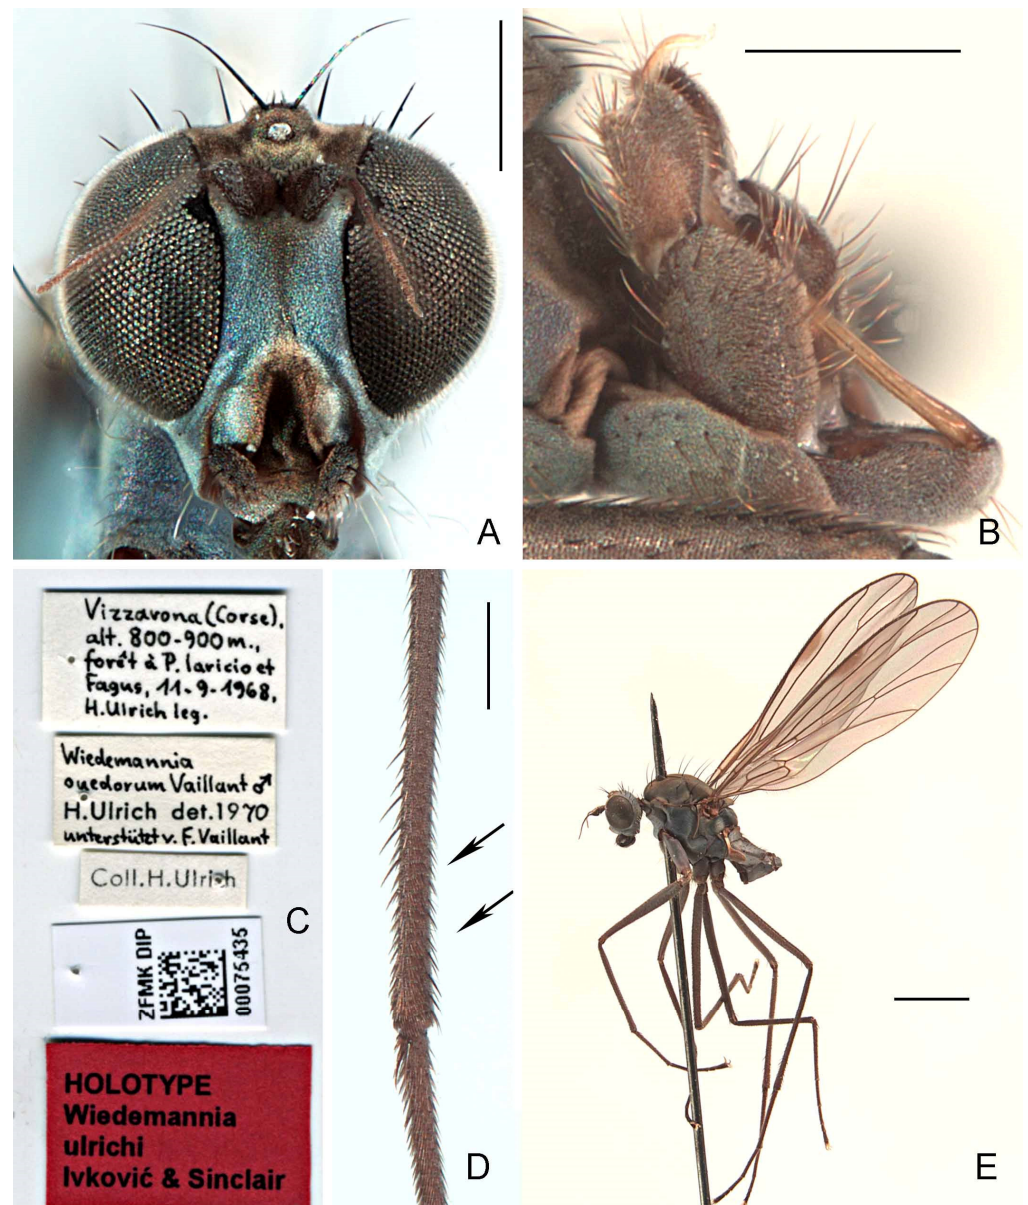 A
B
Vizzavona (Corse),
alt. 800-900m.,
forêt à P. laricio et
Fagus, 11-9-1968,
H.Ulrich leg.
Wiedemannia
ouedorum Vaillant ♂
H.Ulrich det.1970
unterstützt v. F. Vaillant
Coll.H.Ulrich
C
ZFMK DIP
00075435
HOLOTYPE
Wiedemannia
ulrichi
Ivković & Sinclair
D
E